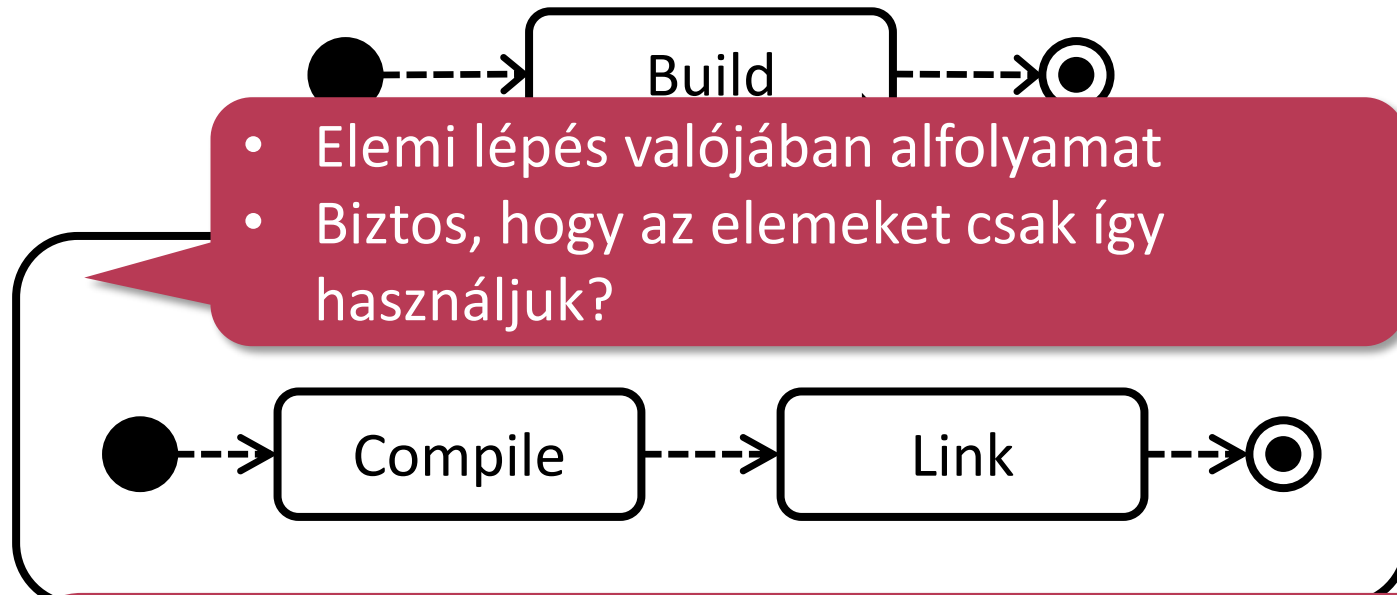 Build
• Elemi lépés valójában alfolyamat
• Biztos, hogy az elemeket csak így
használjuk?
Compile
Link